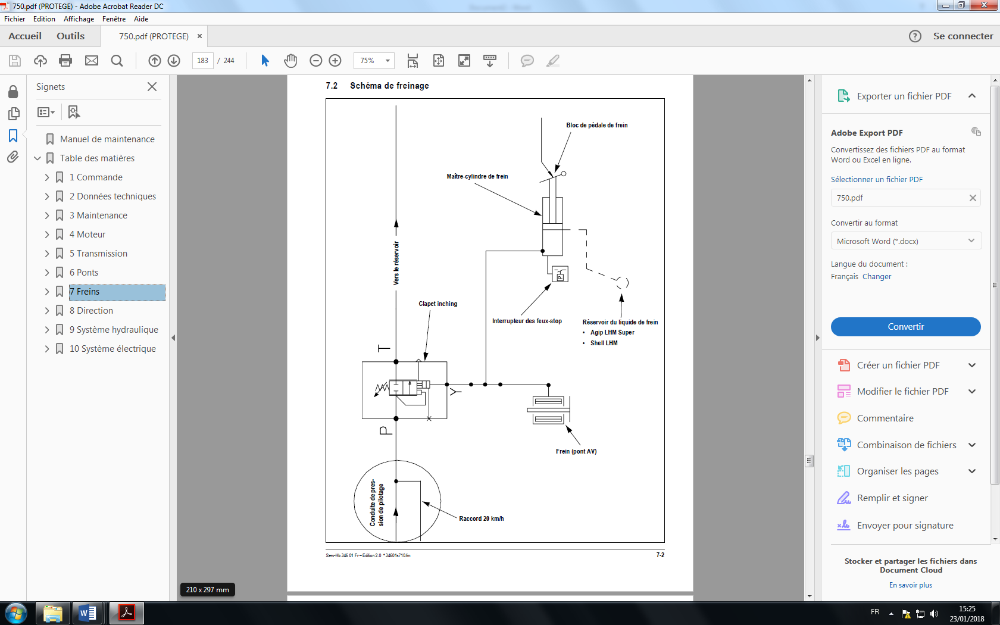 750.pdf (PROTEGE) - Adobe Acrobat Reader DC
Fichier Edition Affichage Fenêtre Aide
Accueil Outils 750.pdf (PROTEGE) × ? Se connecter
183 / 244 75%
Signets
Manuel de maintenance
Table des matières
1 Commande
2 Données techniques
3 Maintenance
4 Moteur
5 Transmission
6 Ponts
7 Freins
8 Direction
9 Système hydraulique
10 Système électrique
7.2 Schéma de freinage
Bloc de pédale de frein
Maître-cylindre de frein
Vers le réservoir
Clapet inching
P
Interrupteur des feux-stop
Réservoir du liquide de frein
• Agip LHM Super
• Shell LHM
T
Y
P
Frein (pont AV)
Conduite de pres-
sion de pilotage
Raccord 20 km/h
Serv-Hb 346 01 Fr – Edition 2.0 * 34601s710.fm
7-2
210 x 297 mm
Exporter un fichier PDF
Adobe Export PDF
Convertissez des fichiers PDF au format
Word ou Excel en ligne.
Sélectionner un fichier PDF
750.pdf
Convertir au format
Microsoft Word (*.docx)
Langue du document :
Français Changer
Convertir
Créer un fichier PDF
Modifier le fichier PDF
Commentaire
Combinaison de fichiers
Organiser les pages
Remplir et signer
Envoyer pour signature
Stocker et partager les fichiers dans
Document Cloud
En savoir plus
FR
15:25
23/01/2018